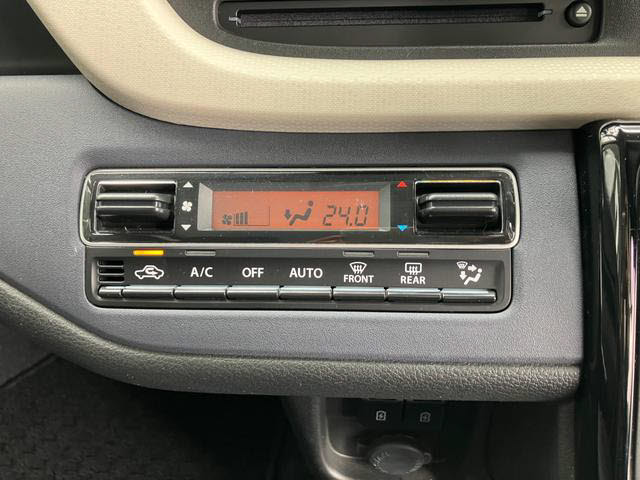 24.0
A/C OFF AUTO FRONT REAR